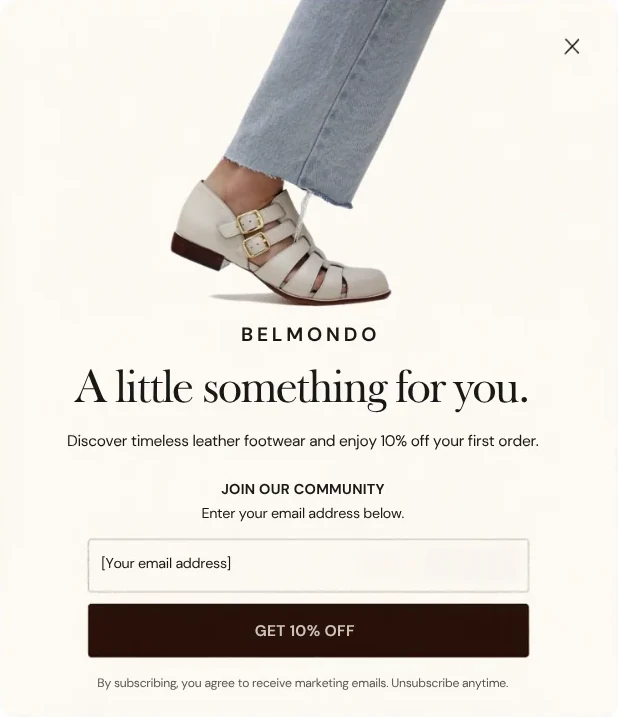 BELMONDO
A little something for you.
Discover timeless leather footwear and enjoy 10% off your first order.
JOIN OUR COMMUNITY
Enter your email address below.
[Your email address]
GET 10% OFF
By subscribing, you agree to receive marketing emails. Unsubscribe anytime.